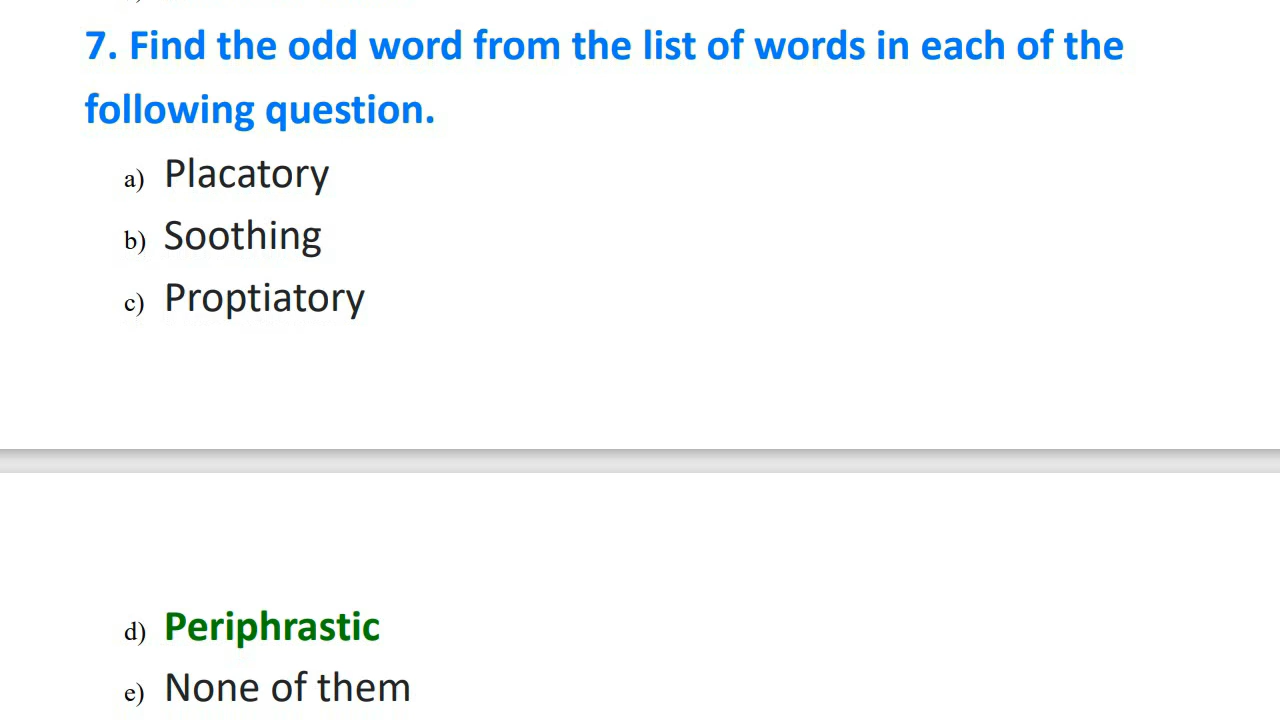 7. Find the odd word from the list of words in each of the
following question.
a) Placatory
b) Soothing
c) Proptiatory
d) Periphrastic
e) None of them